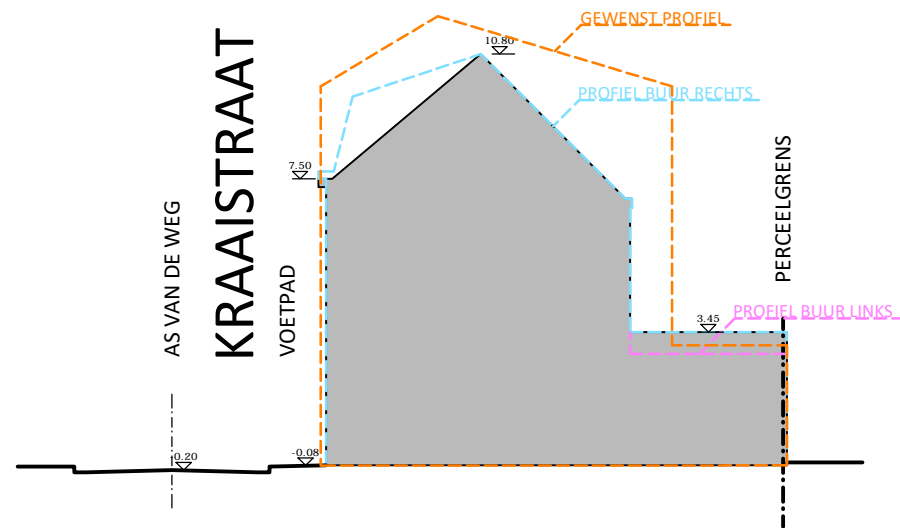 GEWENST PROFIEL
10.80
PROFIEL BUUR RECHTS
7.50
KRAAISTRAAT
AS VAN DE WEG
VOETPAD
PERCEELGRENS
PROFIEL BUUR LINKS
3.45
-0.20
-0.08